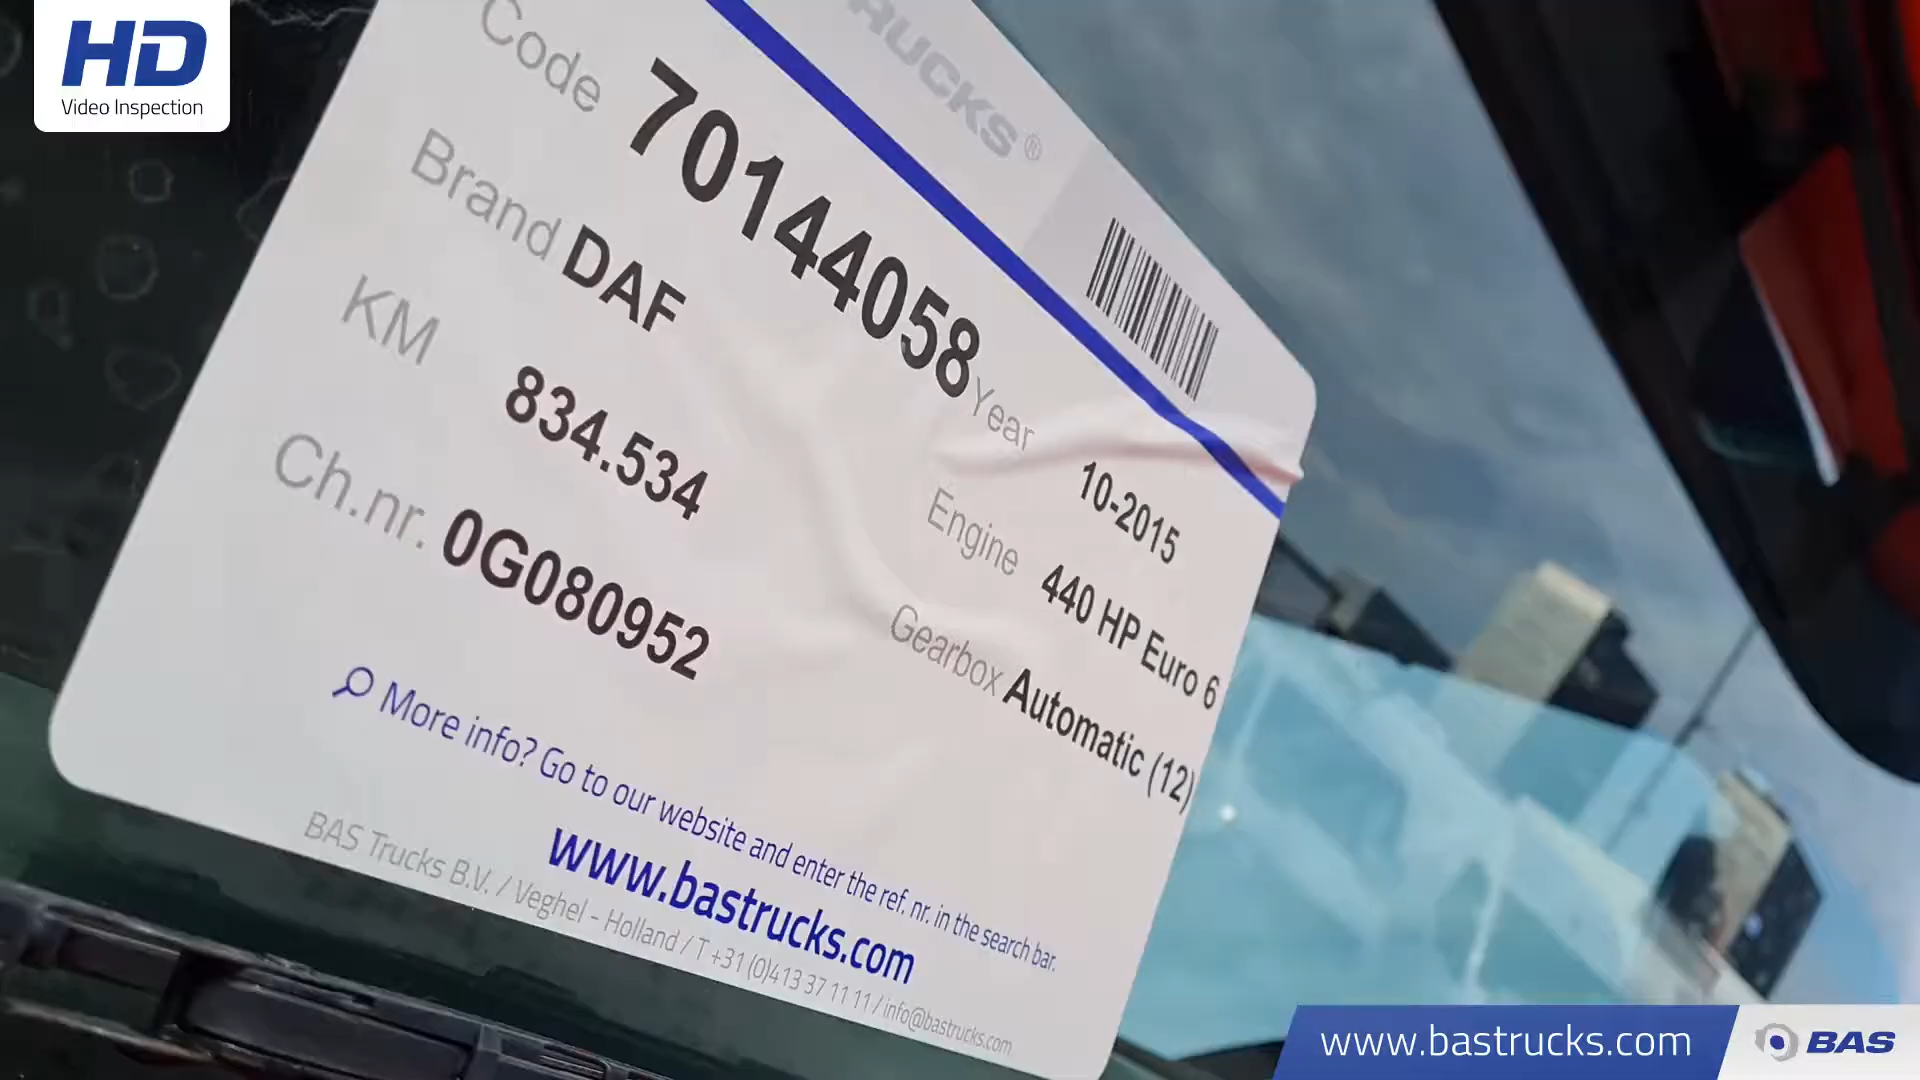 HD
Video Inspection
RUCKS®
Code 70144058
Brand DAF
KM 834.534
Ch.nr. 0G080952
Year 10-2015
Engine 440 HP Euro 6
Gearbox Automatic (12)
More info? Go to our website and enter the ref. nr. in the search bar.
www.bastrucks.com
BAS Trucks B.V. / Veghel - Holland / T +31 (0)413 37 11 11 / info@bastrucks.com
www.bastrucks.com
BAS